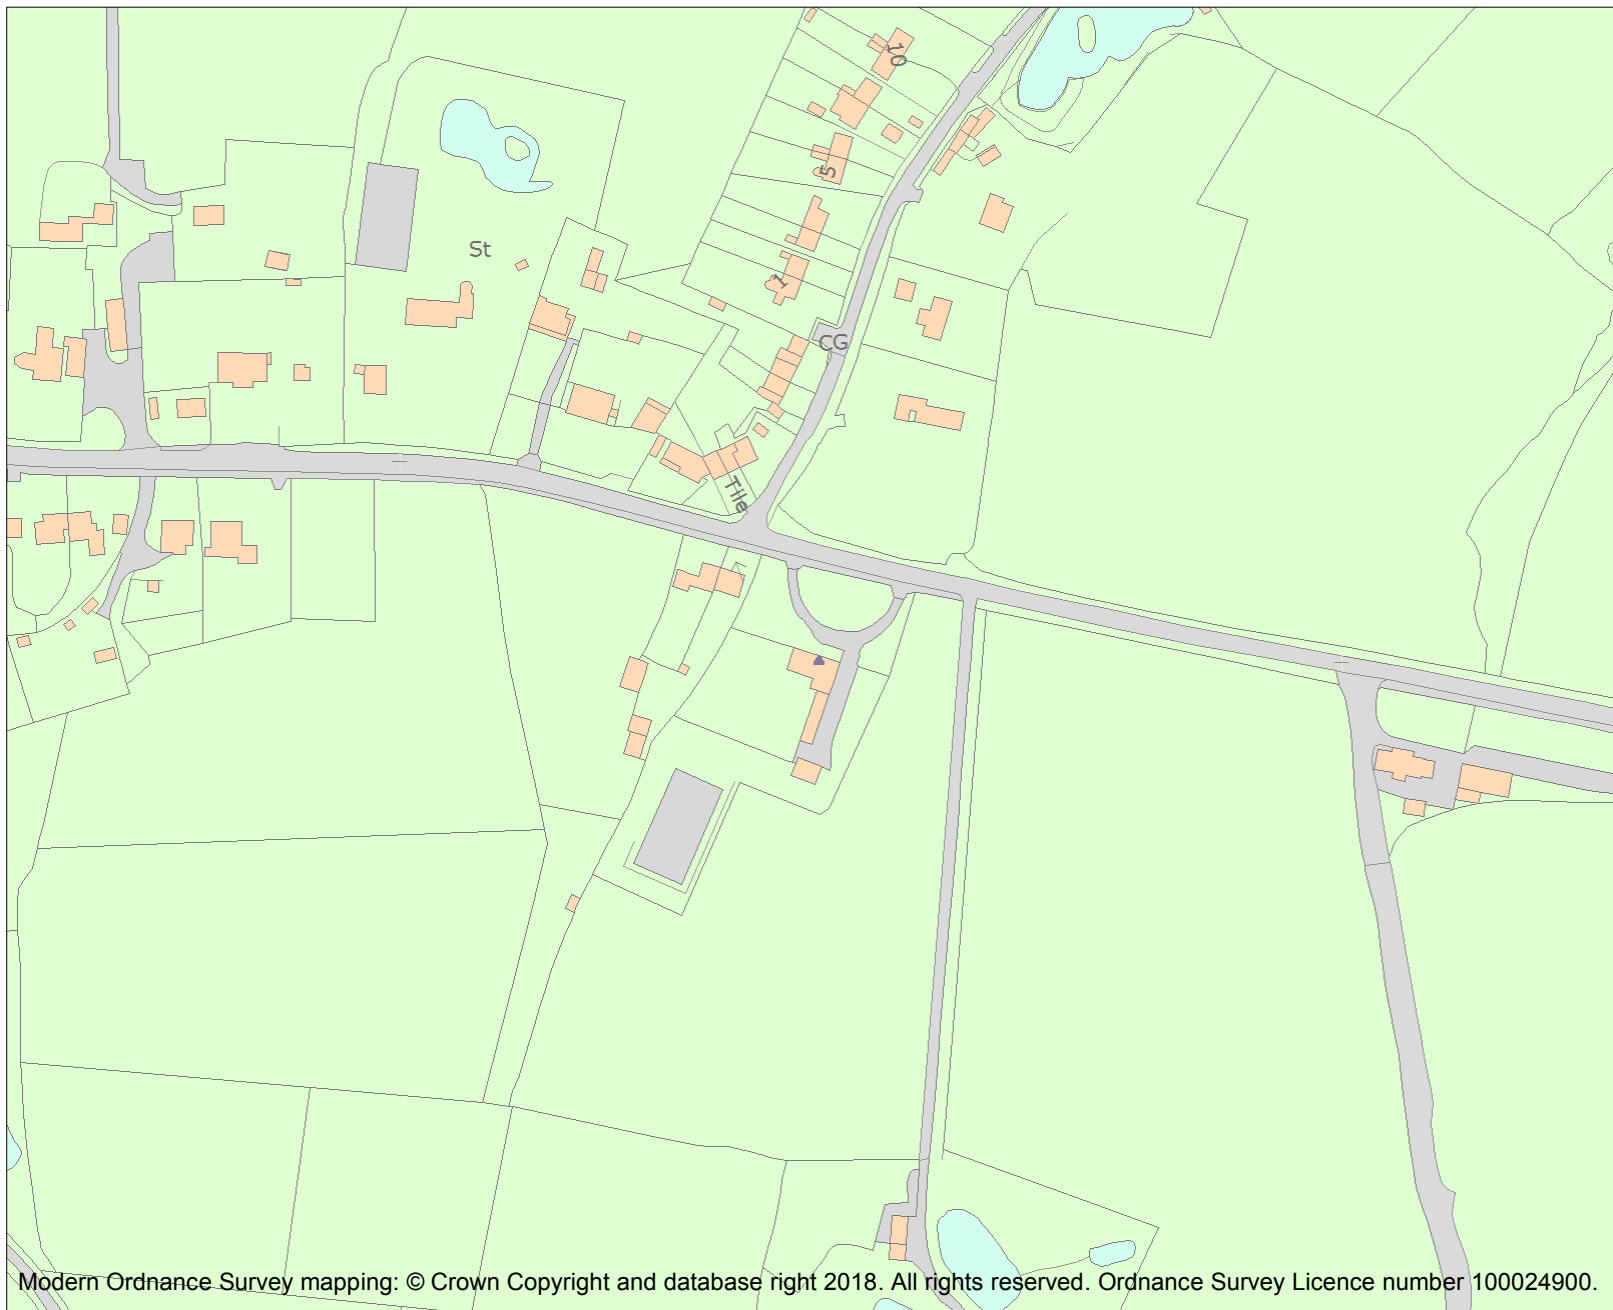 10
5
St
1
CG
Tile
Modern Ordnance Survey mapping: © Crown Copyright and database right 2018. All rights reserved. Ordnance Survey Licence number 100024900.